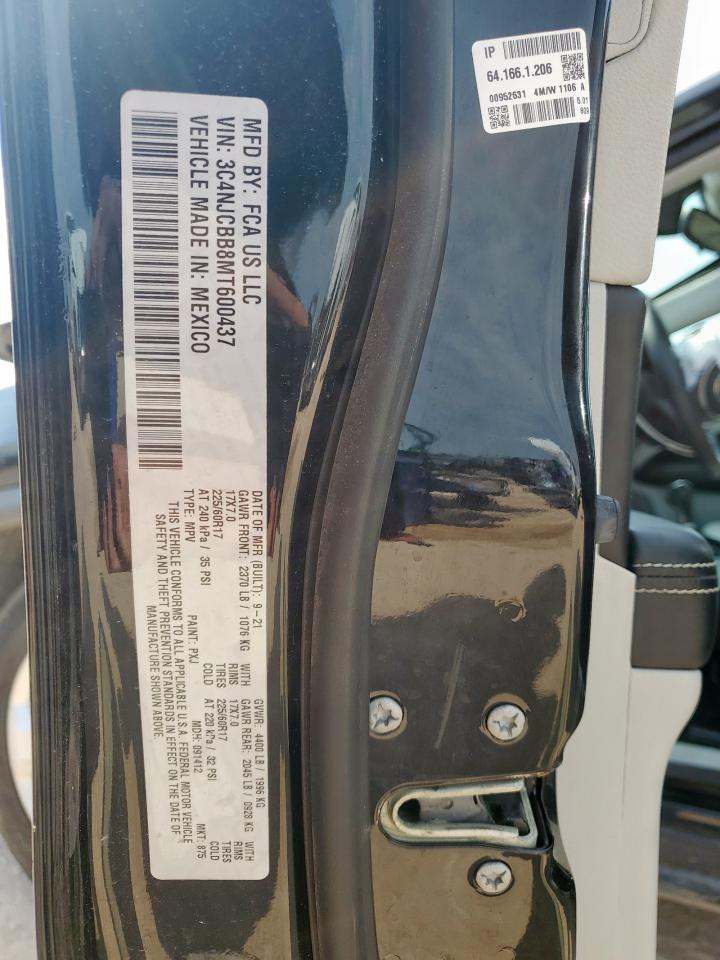 MFD BY: FCA US LLC
VIN: 3C4NJCBB8MT600437
VEHICLE MADE IN: MEXICO
DATE OF MFR (BUILT): 9-21 GVWR: 4400 LB / 1996 KG
GAWR FRONT: 2370 LB / 1076 KG WITH GAWR REAR: 2045 LB / 0928 KG WITH
17X7.0 RIMS 17X7.0 RIMS
225/60R17 TIRES 225/60R17 TIRES
AT 240 kPa / 35 PSI COLD AT 220 kPa / 32 PSI COLD
TYPE: MPV PAINT: PXJ MDH: 091412 MKT: 875
THIS VEHICLE CONFORMS TO ALL APPLICABLE U.S.A. FEDERAL MOTOR VEHICLE
SAFETY AND THEFT PREVENTION STANDARDS IN EFFECT ON THE DATE OF
MANUFACTURE SHOWN ABOVE.
IP
64.166.1.206
00952631 4M/W 1106 A
5.01
809